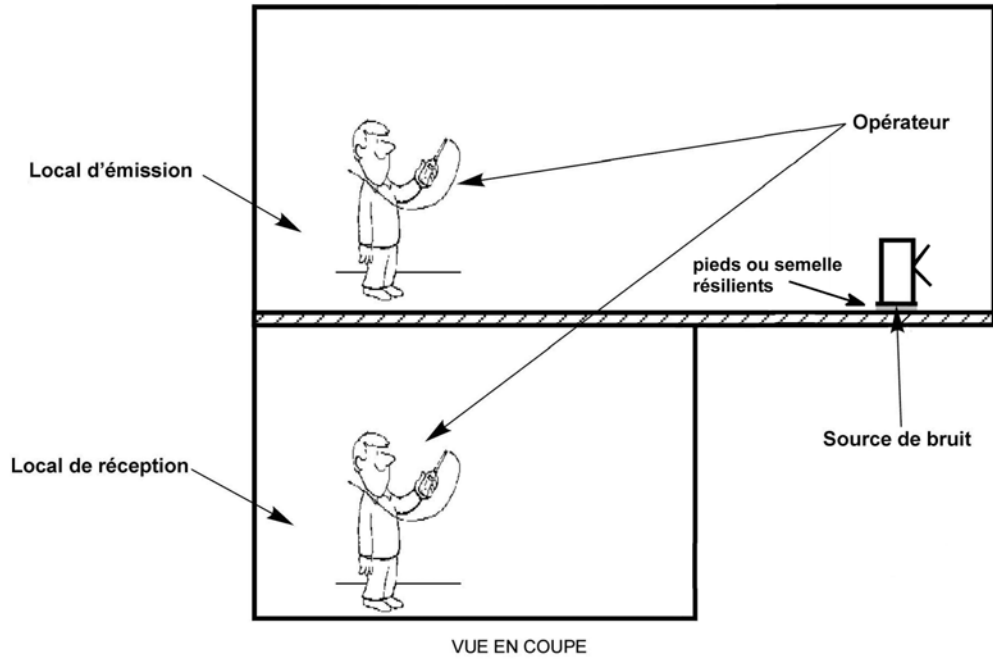 Opérateur
Local d’émission
pieds ou semelle
résilients
Source de bruit
Local de réception
VUE EN COUPE